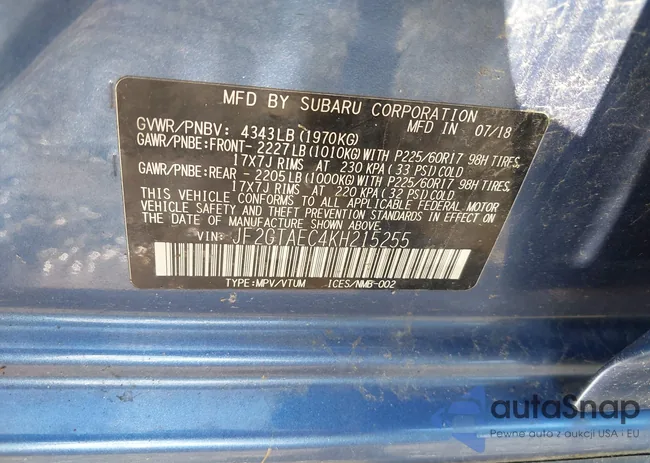 MFD BY SUBARU CORPORATION
GVWR/PNBV: 4343LB(1970KG) MFD IN 07/18
GAWR/PNBE:FRONT- 2227LB(1010KG)WITH P225/60R17 98H TIRES,
17X7J RIMS AT 230 KPA(33 PSI)COLD
GAWR/PNBE:REAR - 2205LB(1000KG)WITH P225/60R17 98H TIRES,
17X7J RIMS AT 220 KPA(32 PSI)COLD
THIS VEHICLE CONFORMS TO ALL APPLICABLE FEDERAL MOTOR
VEHICLE SAFETY AND THEFT PREVENTION STANDARDS IN EFFECT
ON THE DATE OF MANUFACTURE SHOWN ABOVE.
VIN: JF2GTAEC4KH215255
TYPE:MPV/VTUM ICES/NMB-002
autoSnap
Pewne auto z aukcji USA i EU